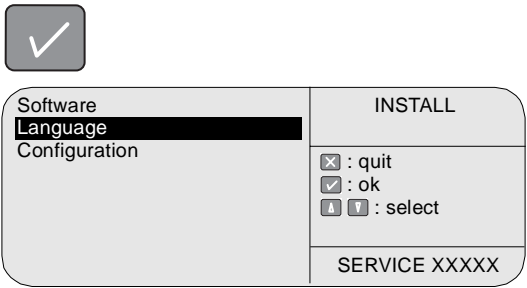 Software
Language
Configuration
INSTALL
: quit
: ok
: select
SERVICE XXXXX